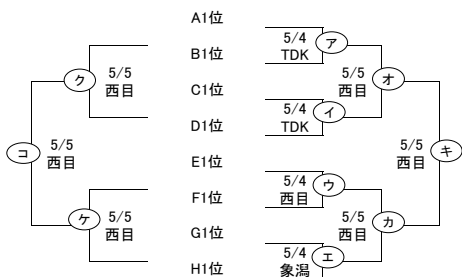 A1位
5/4
ア
TDK
B1位
5/5
ク
西目
5/5
オ
西目
C1位
5/4
イ
TDK
D1位
5/5
コ
西目
5/5
キ
西目
E1位
5/4
ウ
西目
F1位
5/5
ケ
西目
5/5
カ
西目
G1位
5/4
エ
象潟
H1位